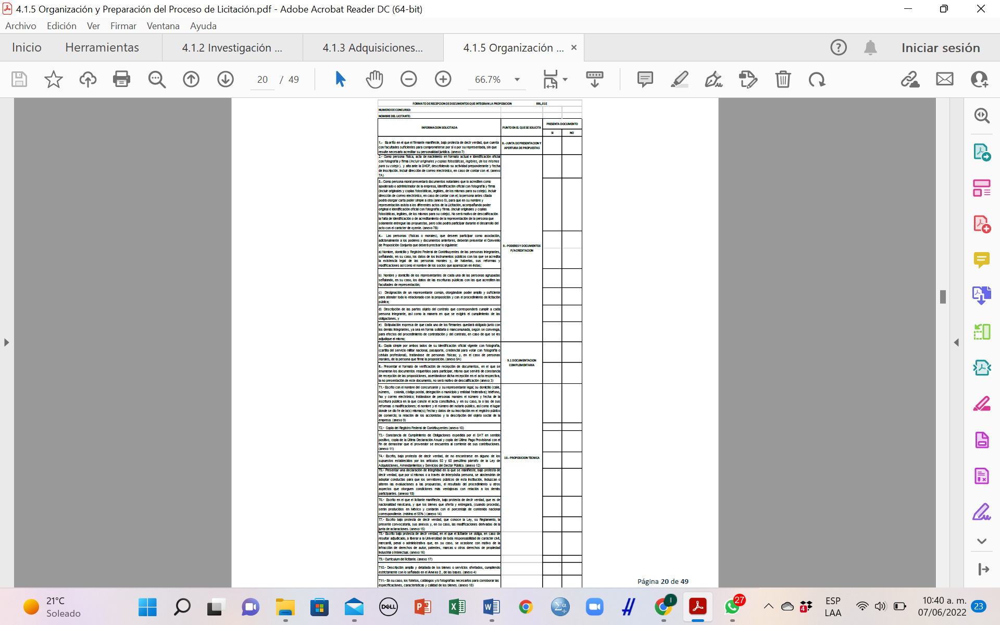 4.1.5 Organización y Preparación del Proceso de Licitación.pdf - Adobe Acrobat Reader DC (64-bit)
Archivo Edición Ver Firmar Ventana Ayuda
Inicio Herramientas 4.1.2 Investigación ... 4.1.3 Adquisiciones... 4.1.5 Organización ... Iniciar sesión
20 / 49 66.7%
FORMATO DE RECEPCION DE DOCUMENTOS QUE INTEGRAN LA PROPOSICION RRL,01E
NUMERO DE CONCURSO:
NOMBRE DEL LICITANTE:
INFORMACION SOLICITADA PUNTO EN EL QUE SE SOLICITA PRESENTA DOCUMENTO
SI NO
1.- Escrito en el que el firmante manifieste, bajo protesta de decir verdad, que cuenta
con facultades suficientes para comprometerse por si o por su representada, sin que
resulte necesario acreditar su personalidad jurídica. (anexo 7)
8.- JUNTA DE PRESENTACION Y
APERTURA DE PROPUESTAS
2.- Como persona física, acta de nacimiento en formato actual e identificación oficial
con fotografía y firma (incluir originales y copias fotostáticas, legibles, de los mismos
para su cotejo), y alta ante la SHCP, describiendo su actividad preponderante y fecha
de inscripción. Incluir dirección de correo electrónico, en caso de contar con el. (anexo
7A)
3.- Como persona moral presentará documentos notariales que lo acrediten como
apoderado o administrador de la empresa, identificación oficial con fotografía y firma
(incluir originales y copias fotostáticas, legibles, de los mismos para su cotejo). Incluir
dirección de correo electrónico, en caso de contar con el; la persona antes citada
podrá otorgar carta poder simple a otra (anexo 8), para que en su nombre y
representación asista a los diferentes actos de la Licitación, acompañando poder
original e identificación oficial con fotografía y firma. (incluir originales y copias
fotostáticas, legibles, de los mismos para su cotejo). No será motivo de descalificación
la falta de identificación o de acreditamiento de la representación de la persona que
solamente entregue las propuestas, pero sólo podrá participar durante el desarrollo del
acto con el carácter de oyente. (anexo 7B)
4.- Las personas (físicas o morales), que deseen participar como asociación,
adicionalmente a los poderes y documentos anteriores, deberán presentar el Convenio
de Proposición Conjunta que deberá precisar lo siguiente:
9.- PODERES Y DOCUMENTOS
P/ACREDITACION
a) Nombre, domicilio y Registro Federal de Contribuyentes de las personas integrantes,
señalando, en su caso, los datos de los instrumentos públicos con los que se acredita
la existencia legal de las personas morales y, de haberlas, sus reformas y
modificaciones así como el nombre de los socios que aparezcan en éstas;
b) Nombre y domicilio de los representantes de cada una de las personas agrupadas
señalando, en su caso, los datos de las escrituras públicas con las que acrediten las
facultades de representación;
c) Designación de un representante común, otorgándole poder amplio y suficiente
para atender todo lo relacionado con la proposición y con el procedimiento de licitación
pública;
d) Descripción de las partes objeto del contrato que corresponderá cumplir a cada
persona integrante, así como la manera en que se exigirá el cumplimiento de las
obligaciones, y
e) Estipulación expresa de que cada uno de los firmantes quedará obligado junto con
los demás integrantes, ya sea en forma solidaria o mancomunada, según se convenga,
para efectos del procedimiento de contratación y del contrato, en caso de que se les
adjudique el mismo;
5.- Copia simple por ambos lados de su identificación oficial vigente con fotografía,
(cartilla del servicio militar nacional, pasaporte, credencial para votar con fotografía o
cédula profesional), tratándose de personas físicas; y, en el caso de personas
morales, de la persona que firme la proposición. (anexo 8A)
9.1 DOCUMENTACION
COMPLEMENTARIA
6.- Presentar el formato de verificación de recepción de documentos, en el que se
enumeran los documentos requeridos para participar, mismo que servirá de constancia
de recepción de las proposiciones, asentándose dicha recepción en el acta respectiva,
la no presentación de este documento, no será motivo de descalificación (anexo 3)
T1.- Escrito con el nombre del concursante y su representante legal; su domicilio (calle,
número, colonia, código postal, delegación o municipio y entidad federativa); teléfono,
fax y correo electrónico; tratándose de personas morales el número y fecha de la
escritura pública en la que conste el acta constitutiva, y en su caso, la o las de sus
reformas o modificaciones; el nombre y el número del notario público, así como el lugar
donde se dio fe de la(s) misma(s); fecha y datos de su inscripción en el registro público
de comercio; la relación de los accionistas y la descripción del objeto social de la
empresa. (anexo 9)
T2.- Copia del Registro Federal de Contribuyentes (anexo 10)
T3.- Constancia de Cumplimiento de Obligaciones expedida por el SAT en sentido
positivo, copia de la Última Declaración Anual y copia del Último Pago Provisional con el
fin de demostrar que el proveedor se encuentra al corriente de sus contribuciones.
(anexo 11)
T4.- Escrito, bajo protesta de decir verdad, de no encontrarse en alguno de los
supuestos establecidos por los artículos 50 y 60 penúltimo párrafo de la Ley de
Adquisiciones, Arrendamientos y Servicios del Sector Público. (anexo 12)
10.- PROPOSICION TECNICA
T5.- Presentar una declaración de integridad en la que se manifieste, bajo protesta de
decir verdad, que por sí mismos o a través de interpósita persona, se abstendrán de
adoptar conductas para que los servidores públicos de esta Institución, induzcan o
alteren las evaluaciones a las propuestas, el resultado del procedimiento u otros
aspectos que otorguen condiciones más ventajosas con relación a los demás
participantes. (anexo 13)
T6.- Escrito en el que el licitante manifieste, bajo protesta de decir verdad, que es de
nacionalidad mexicana, y que los bienes que oferta y entregará, (cuando proceda),
serán producidos en México y contarán con el porcentaje de contenido nacional
correspondiente. (mínimo el 55% ) (anexo 14)
T7.- Escrito bajo protesta de decir verdad, que conoce la Ley, su Reglamento, la
presente convocatoria, sus anexos y, en su caso, las modificaciones derivadas de la
junta de aclaraciones. (anexo 15)
T8.- Escrito bajo protesta de decir verdad, en el que el licitante se obliga, en caso de
resultar adjudicado, a liberar a la Universidad de toda responsabilidad de carácter civil,
mercantil, penal o administrativa que, en su caso, se ocasione con motivo de la
infracción de derechos de autor, patentes, marcas u otros derechos de propiedad
industrial o intelectual. (anexo 16)
T9.- Curriculum del licitante. (anexo 17)
T10.- Descripción amplia y detallada de los bienes o servicios ofertados, cumpliendo
estrictamente con lo señalado en el Anexo 2 , de las bases. (anexo 4)
T11.- En su caso, los folletos, catálogos y/o fotografías necesarios para corroborar las
especificaciones, características y calidad de los bienes. (anexo 18)
Página 20 de 49
21°C
Soleado
DELL
27
4
ESP
LAA
10:40 a. m.
07/06/2022
23